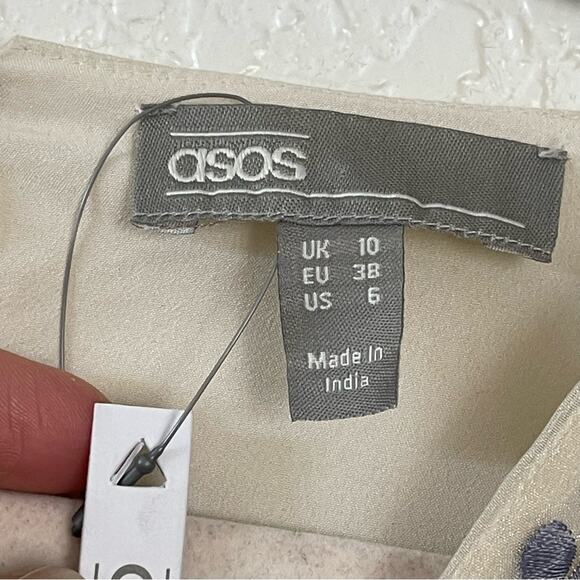 asos
UK 10
EU 38
US 6
Made In
India